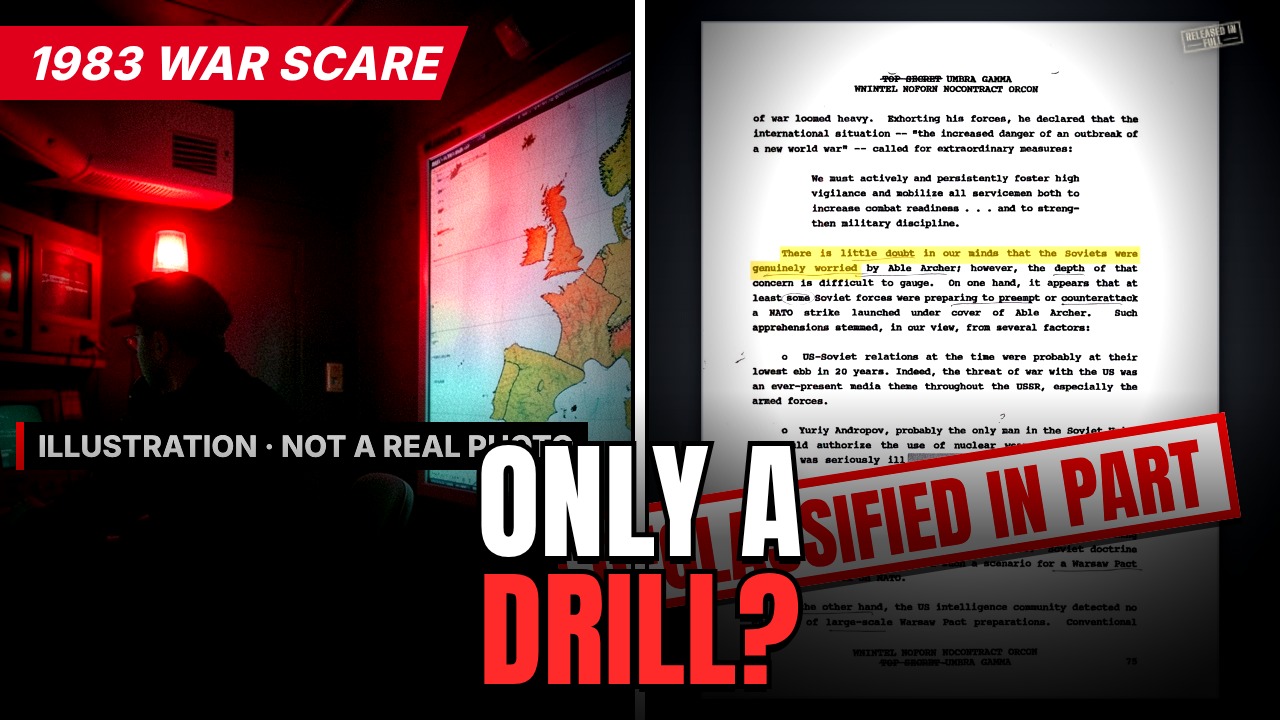 1983 WAR SCARE
ILLUSTRATION · NOT A REAL PHOTO
ONLY A
DRILL?
RELEASED IN
FULL
TOP SECRET UMBRA GAMMA
WNINTEL NOFORN NOCONTRACT ORCON
of war loomed heavy. Exhorting his forces, he declared that the
international situation -- "the increased danger of an outbreak of
a new world war" -- called for extraordinary measures:
We must actively and persistently foster high
vigilance and mobilize all servicemen both to
increase combat readiness . . . and to streng-
then military discipline.
There is little doubt in our minds that the Soviets were
genuinely worried by Able Archer; however, the depth of that
concern is difficult to gauge. On one hand, it appears that at
least some Soviet forces were preparing to preempt or counterattack
a NATO strike launched under cover of Able Archer. Such
apprehensions stemmed, in our view, from several factors:
o US-Soviet relations at the time were probably at their
lowest ebb in 20 years. Indeed, the threat of war with the US was
an ever-present media theme throughout the USSR, especially the
armed forces.
o Yuriy Andropov, probably the only man in the Soviet
authorize the use of nuclear
was seriously ill
CLASSIFIED IN PART
Soviet doctrine
a scenario for a Warsaw Pact
NATO.
the other hand, the US intelligence community detected no
of large-scale Warsaw Pact preparations. Conventional
WNINTEL NOFORN NOCONTRACT ORCON
TOP SECRET UMBRA GAMMA